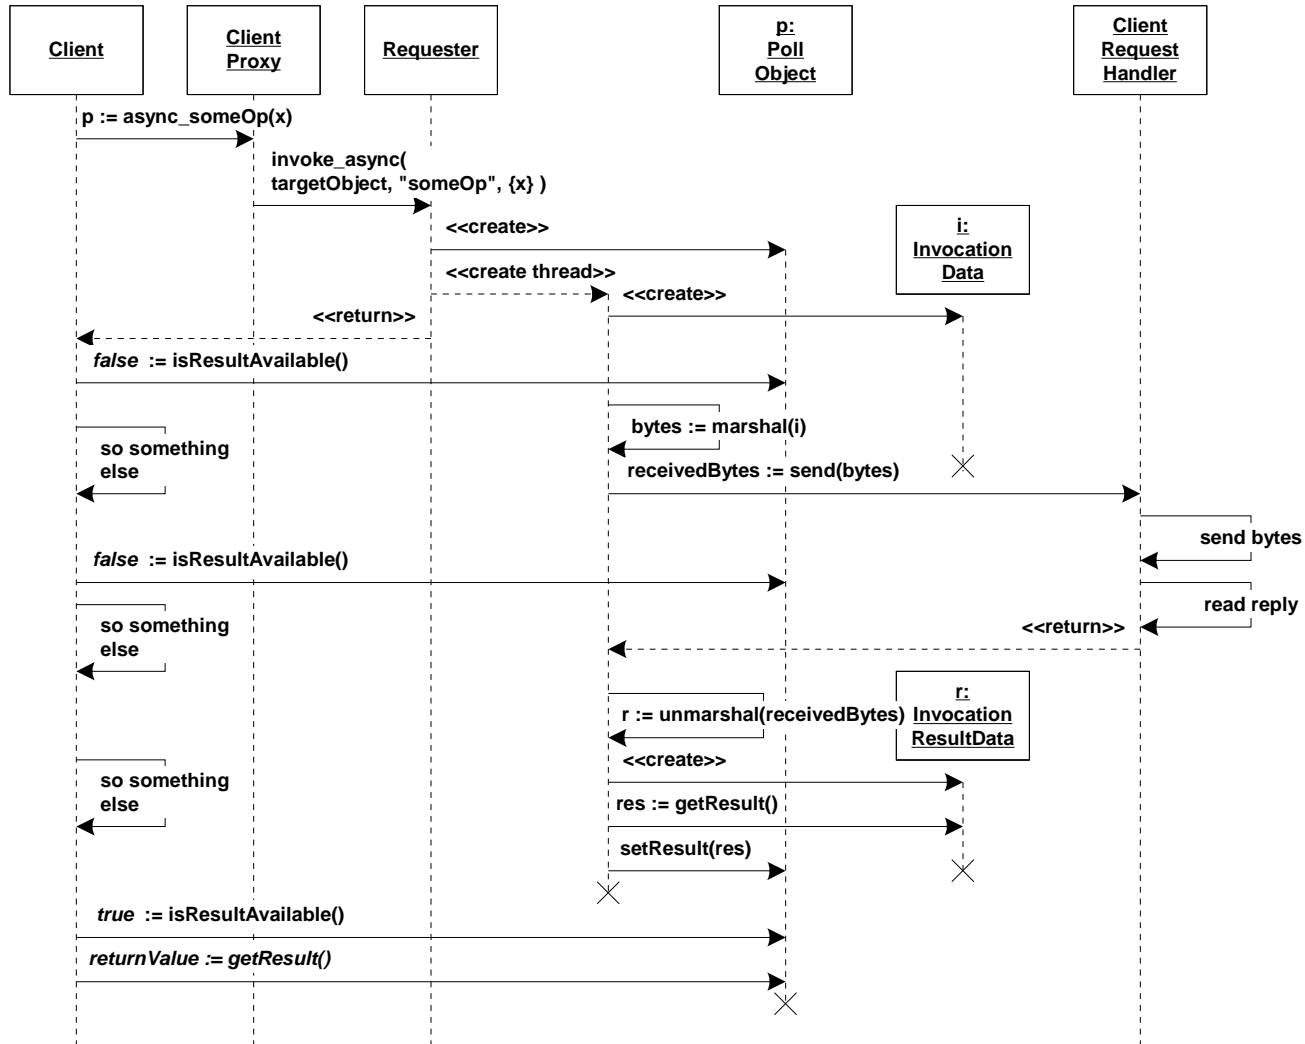 Client
Client
Proxy
Requester
p:
Poll
Object
Client
Request
Handler
p := async_someOp(x)
invoke_async(
targetObject, "someOp", {x} )
<<create>>
i:
Invocation
Data
<<create thread>>
<<create>>
<<return>>
false := isResultAvailable()
bytes := marshal(i)
so something
else
receivedBytes := send(bytes)
send bytes
false := isResultAvailable()
read reply
so something
else
<<return>>
r := unmarshal(receivedBytes)
r:
Invocation
ResultData
<<create>>
so something
else
res := getResult()
setResult(res)
true := isResultAvailable()
returnValue := getResult()